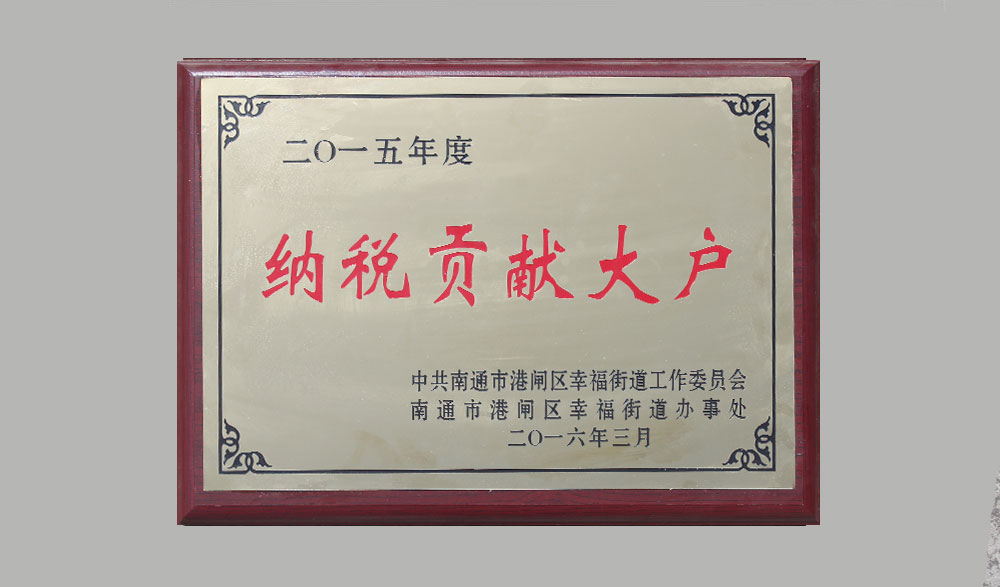 二〇一五年度
纳税贡献大户
中共南通市港闸区幸福街道工作委员会
南通市港闸区幸福街道办事处
二〇一六年三月